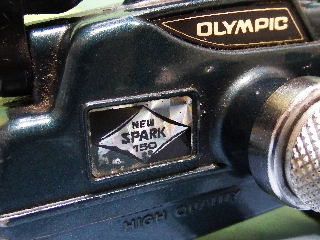 OLYMPIC
NEW
SPARK
150
HIGH QUALITY